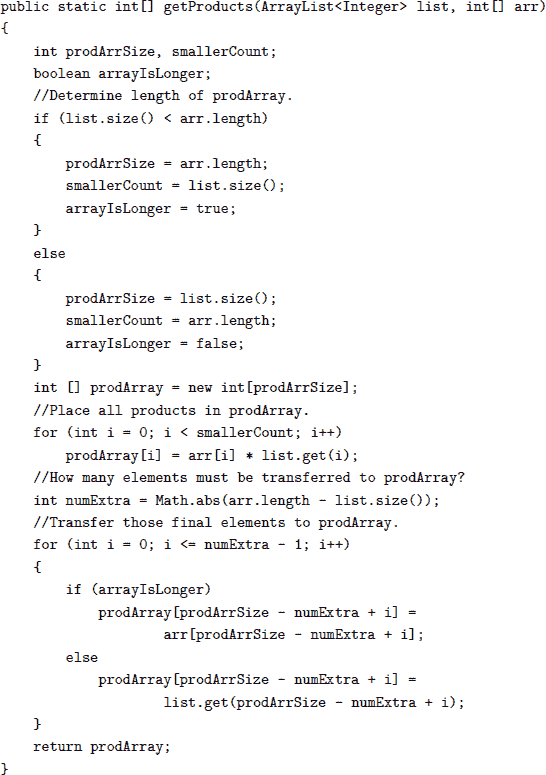 public static int[] getProducts(ArrayList<Integer> list, int[] arr)
{
    int prodArrSize, smallerCount;
    boolean arrayIsLonger;
    //Determine length of prodArray.
    if (list.size() < arr.length)
    {
        prodArrSize = arr.length;
        smallerCount = list.size();
        arrayIsLonger = true;
    }
    else
    {
        prodArrSize = list.size();
        smallerCount = arr.length;
        arrayIsLonger = false;
    }
    int [] prodArray = new int[prodArrSize];
    //Place all products in prodArray.
    for (int i = 0; i < smallerCount; i++)
        prodArray[i] = arr[i] * list.get(i);
    //How many elements must be transferred to prodArray?
    int numExtra = Math.abs(arr.length - list.size());
    //Transfer those final elements to prodArray.
    for (int i = 0; i <= numExtra - 1; i++)
    {
        if (arrayIsLonger)
            prodArray[prodArrSize - numExtra + i] =
                    arr[prodArrSize - numExtra + i];
        else
            prodArray[prodArrSize - numExtra + i] =
                    list.get(prodArrSize - numExtra + i);
    }
    return prodArray;
}